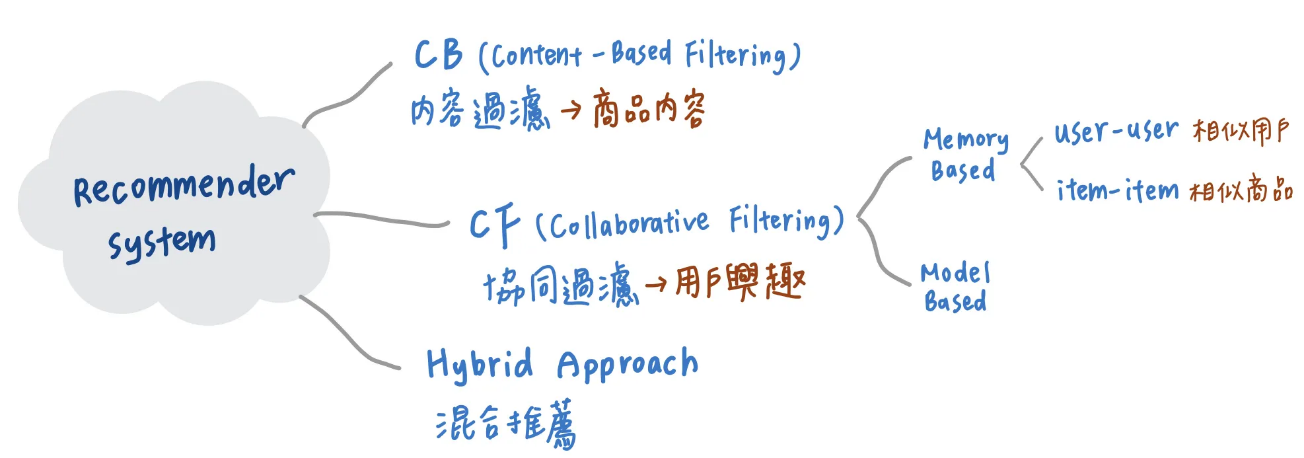 Recommender
system
CB (Content-Based Filtering)
內容過濾→商品內容
CF (Collaborative Filtering)
協同過濾→用戶興趣
Memory
Based
user-user 相似用戶
item-item 相似商品
Model
Based
Hybrid Approach
混合推薦